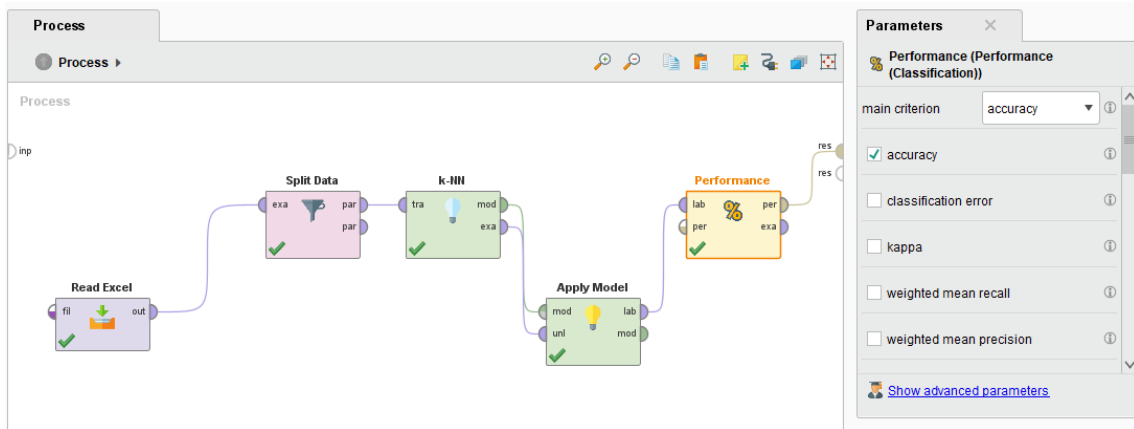 Process
Process
Process
inp
res
res
Split Data
exa
par
par
k-NN
tra
mod
exa
Performance
lab
per
per
exa
Read Excel
fil
out
Apply Model
mod
lab
unl
mod
Parameters
Performance (Performance
(Classification))
main criterion
accuracy
accuracy
classification error
kappa
weighted mean recall
weighted mean precision
Show advanced parameters